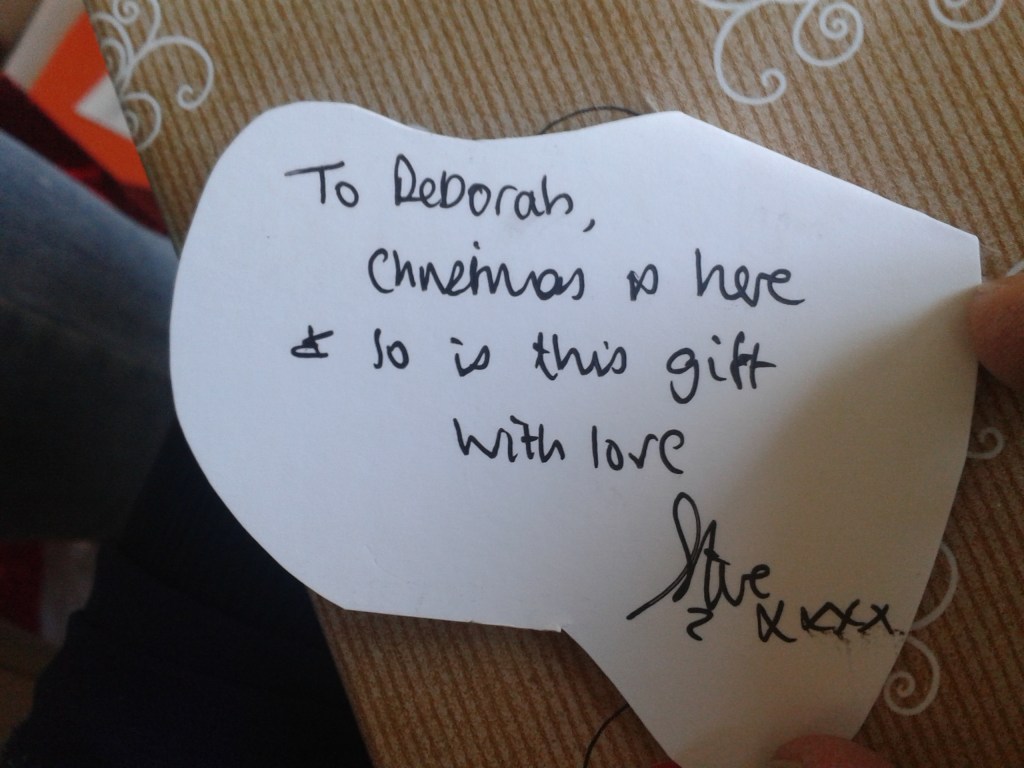 To Deborah,
Christmas is here
& so is this gift
with love
Steve
xxxx